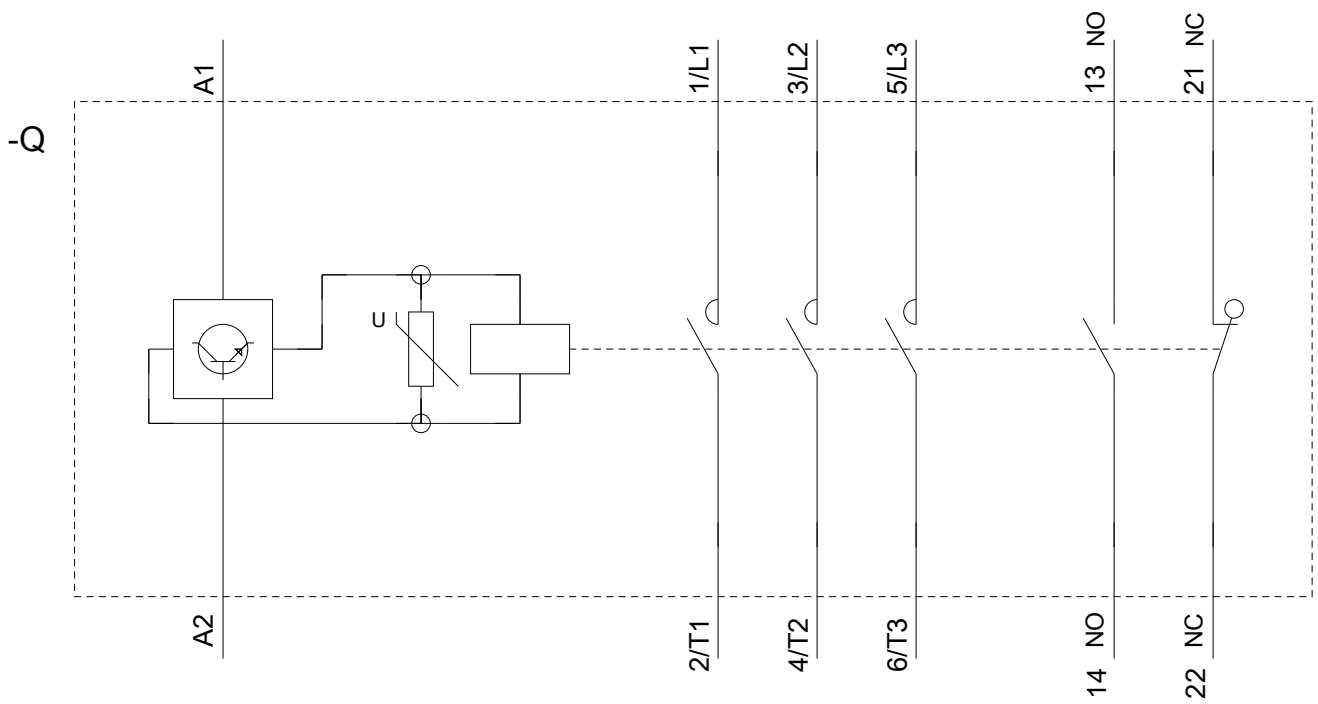 A1
1/L1
3/L2
5/L3
13 NO
21 NC
-Q
U
A2
2/T1
4/T2
6/T3
14 NO
22 NC